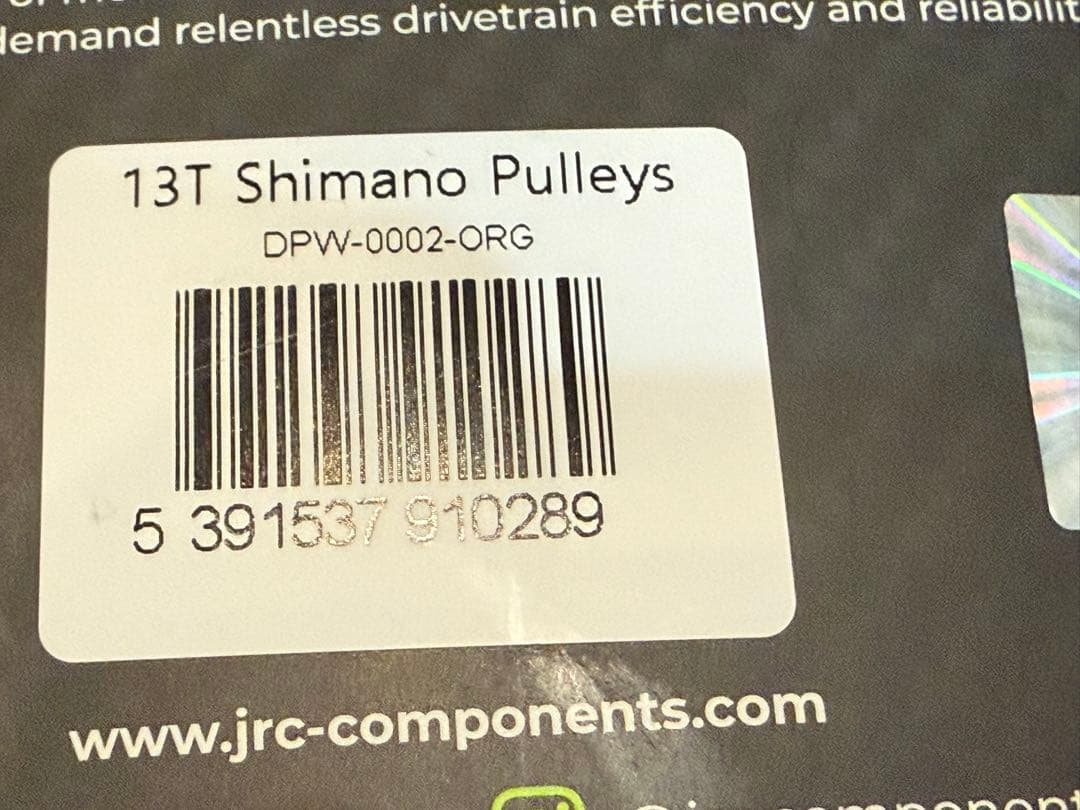 demand relentless drivetrain efficiency and reliabilit
13T Shimano Pulleys
DPW-0002-ORG
5 391537 910289
www.jrc-components.com